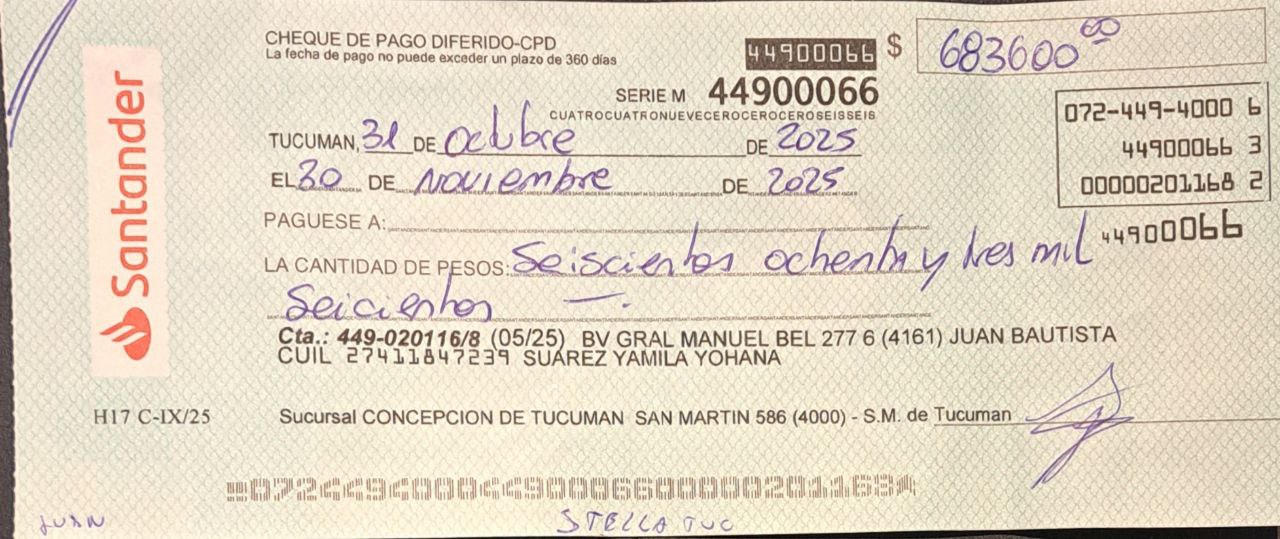 Santander
CHEQUE DE PAGO DIFERIDO-CPD
La fecha de pago no puede exceder un plazo de 360 días
44900066 $ 683600 00
SERIE M 44900066
CUATROCUATRONUEVECEROCEROCEROSEISSEIS
072-449-4000 6
44900066 3
00000201168 2
TUCUMAN, 31 DE octubre DE 2025
EL 30 DE Noviembre DE 2025
PAGUESE A:
44900066
LA CANTIDAD DE PESOS: Seiscientos ochenta y tres mil
Seicientos
Cta.: 449-020116/8 (05/25) BV GRAL MANUEL BEL 277 6 (4161) JUAN BAUTISTA
CUIL 27411847239 SUAREZ YAMILA YOHANA
H17 C-IX/25 Sucursal CONCEPCION DE TUCUMAN SAN MARTIN 586 (4000) - S.M. de Tucuman
07244940004490006600000201168
JUAN STELLA TUC